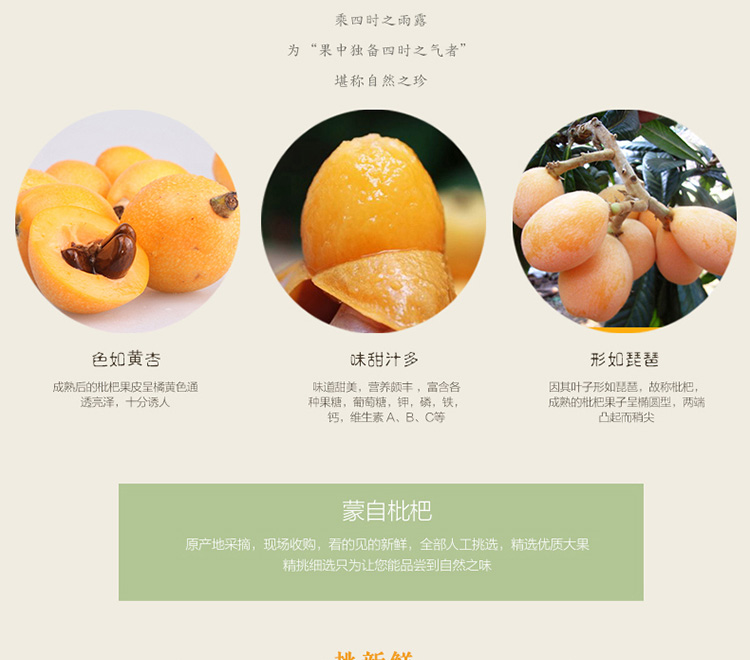 乘四时之雨露
为“果中独备四时之气者”
堪称自然之珍
色如黄杏
成熟后的枇杷果皮呈橘黄色通
透亮泽，十分诱人
味甜汁多
味道甜美，营养颇丰，富含各
种果糖，葡萄糖，钾，磷，铁，
钙，维生素 A、B、C等
形如琵琶
因其叶子形如琵琶，故称枇杷，
成熟的枇杷果子呈椭圆型，两端
凸起而稍尖
蒙自枇杷
原产地采摘，现场收购，看的见的新鲜，全部人工挑选，精选优质大果
精挑细选只为让您能品尝到自然之味
挑新鲜